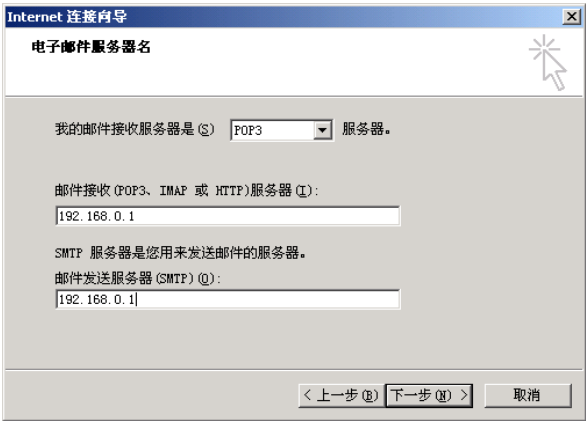 Internet 连接向导
电子邮件服务器名
我的邮件接收服务器是(S) POP3 服务器。
邮件接收(POP3、IMAP 或 HTTP)服务器(I):
192.168.0.1
SMTP 服务器是您用来发送邮件的服务器。
邮件发送服务器(SMTP)(O):
192.168.0.1
< 上一步(B) 下一步(N) > 取消